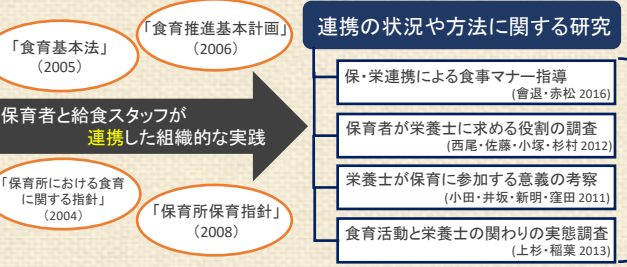 「食育基本法」
（2005）
「食育推進基本計画」
（2006）
保育者と給食スタッフが
連携した組織的な実践
「保育所における食育
に関する指針」
（2004）
「保育所保育指針」
（2008）
連携の状況や方法に関する研究
保・栄連携による食事マナー指導
(會退・赤松 2016)
保育者が栄養士に求める役割の調査
(西尾・佐藤・小塚・杉村 2012)
栄養士が保育に参加する意義の考察
(小田・井坂・新明・窪田 2011)
食育活動と栄養士の関わりの実態調査
(上杉・稲葉 2013)